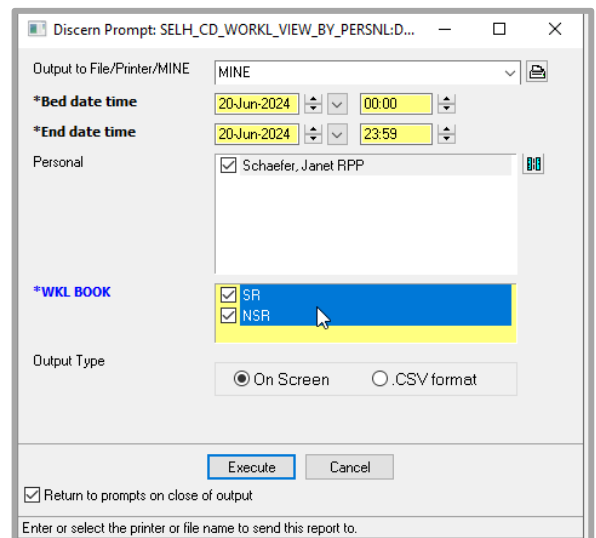 Discern Prompt: SELH_CD_WORKL_VIEW_BY_PERSNL:D...
Output to File/Printer/MINE MINE
*Bed date time 20-Jun-2024 00:00
*End date time 20-Jun-2024 23:59
Personal Schaefer, Janet RPP
*WKL BOOK SR
NSR
Output Type
On Screen .CSV format
Execute Cancel
Return to prompts on close of output
Enter or select the printer or file name to send this report to.